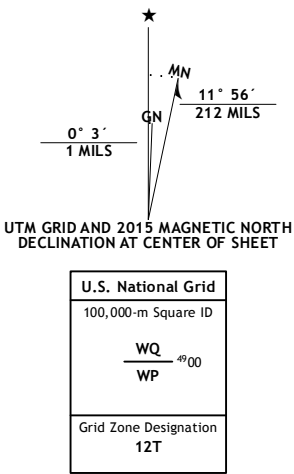 ★
MN
GN
11° 56´
212 MILS
0° 3´
1 MILS
UTM GRID AND 2015 MAGNETIC NORTH
DECLINATION AT CENTER OF SHEET
U.S. National Grid
100,000-m Square ID
WQ
4900
WP
Grid Zone Designation
12T